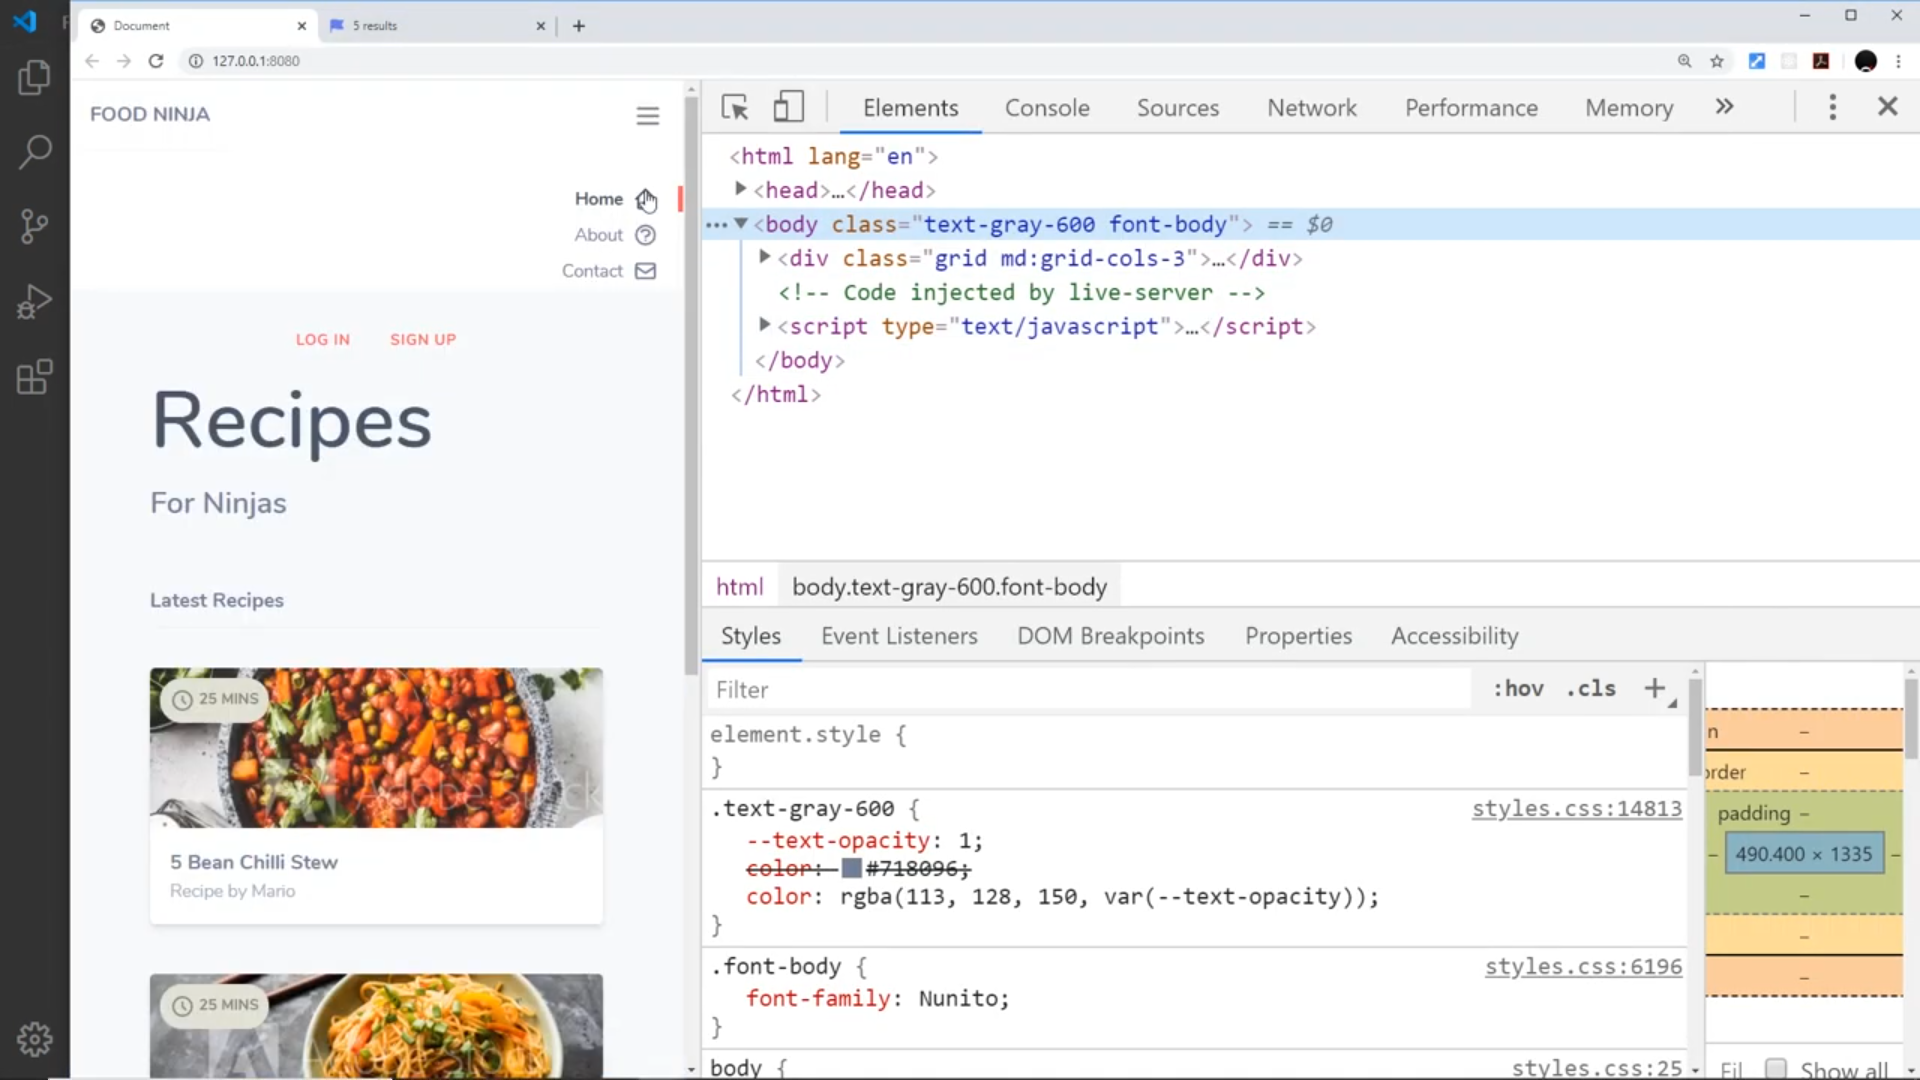 Document
5 results
127.0.0.1:8080
FOOD NINJA
Home
About
Contact
LOG IN SIGN UP
Recipes
For Ninjas
Latest Recipes
25 MINS
Adobe Stock
5 Bean Chilli Stew
Recipe by Mario
25 MINS
Adobe Stock
Elements Console Sources Network Performance Memory
<html lang="en">
<head>…</head>
<body class="text-gray-600 font-body"> == $0
<div class="grid md:grid-cols-3">…</div>
<!-- Code injected by live-server -->
<script type="text/javascript">…</script>
</body>
</html>
html body.text-gray-600.font-body
Styles Event Listeners DOM Breakpoints Properties Accessibility
Filter :hov .cls +
element.style {
}
.text-gray-600 { styles.css:14813
--text-opacity: 1;
color: #718096;
color: rgba(113, 128, 150, var(--text-opacity));
}
.font-body { styles.css:6196
font-family: Nunito;
}
body { styles.css:25
n –
order –
padding –
– 490.400 × 1335 –
–
–
–
Fil Show all